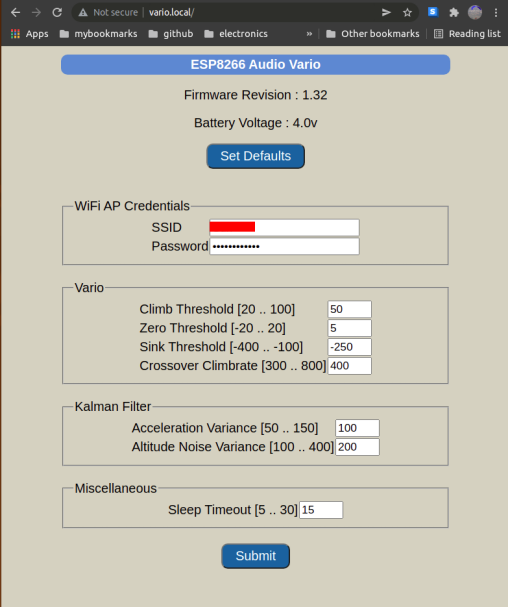 Not secure | vario.local/
Apps mybookmarks github electronics » Other bookmarks Reading list
ESP8266 Audio Vario
Firmware Revision : 1.32
Battery Voltage : 4.0v
Set Defaults
WiFi AP Credentials
SSID
Password ••••••••••••
Vario
Climb Threshold [20 .. 100] 50
Zero Threshold [-20 .. 20] 5
Sink Threshold [-400 .. -100] -250
Crossover Climbrate [300 .. 800] 400
Kalman Filter
Acceleration Variance [50 .. 150] 100
Altitude Noise Variance [100 .. 400] 200
Miscellaneous
Sleep Timeout [5 .. 30] 15
Submit